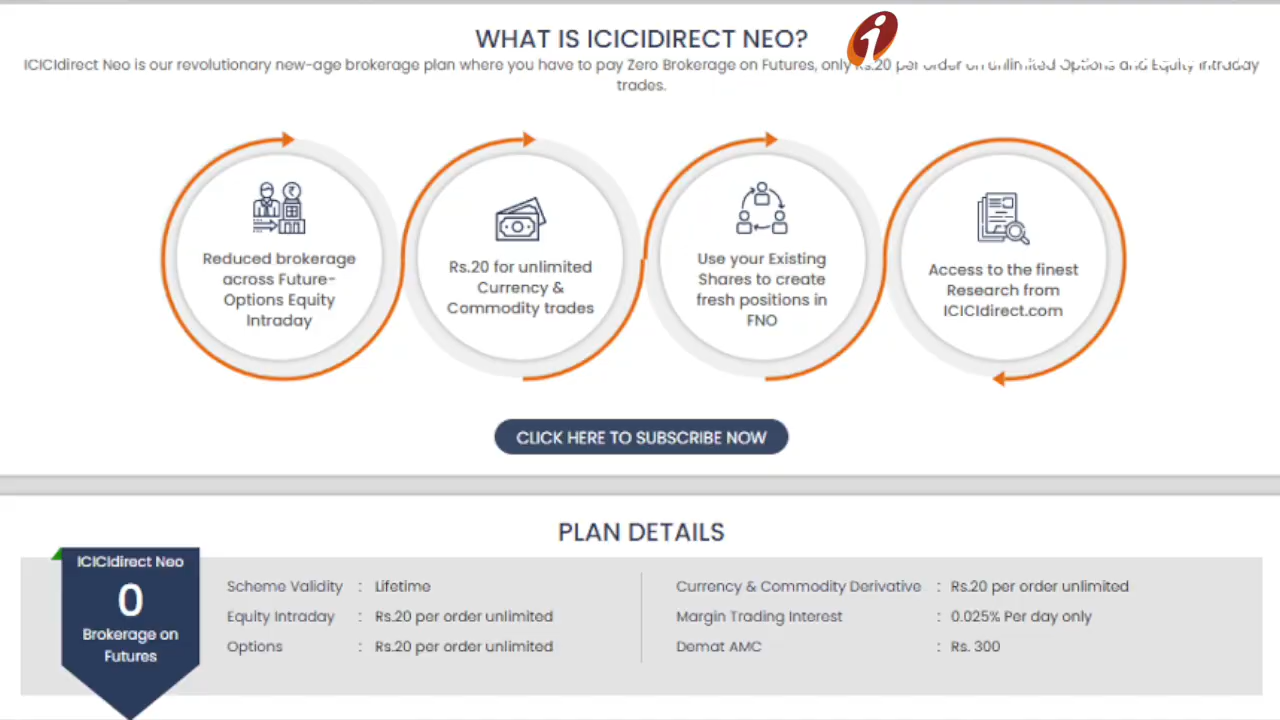 WHAT IS ICICIDIRECT NEO?
ICICIdirect Neo is our revolutionary new-age brokerage plan where you have to pay Zero Brokerage on Futures, only Rs.20 per order on unlimited Options and Equity Intraday
trades.
Reduced brokerage
across Future-
Options Equity
Intraday
Rs.20 for unlimited
Currency &
Commodity trades
Use your Existing
Shares to create
fresh positions in
FNO
Access to the finest
Research from
ICICIdirect.com
CLICK HERE TO SUBSCRIBE NOW
PLAN DETAILS
ICICIdirect Neo
0
Brokerage on
Futures
Scheme Validity : Lifetime
Equity Intraday : Rs.20 per order unlimited
Options : Rs.20 per order unlimited
Currency & Commodity Derivative : Rs.20 per order unlimited
Margin Trading Interest : 0.025% Per day only
Demat AMC : Rs. 300